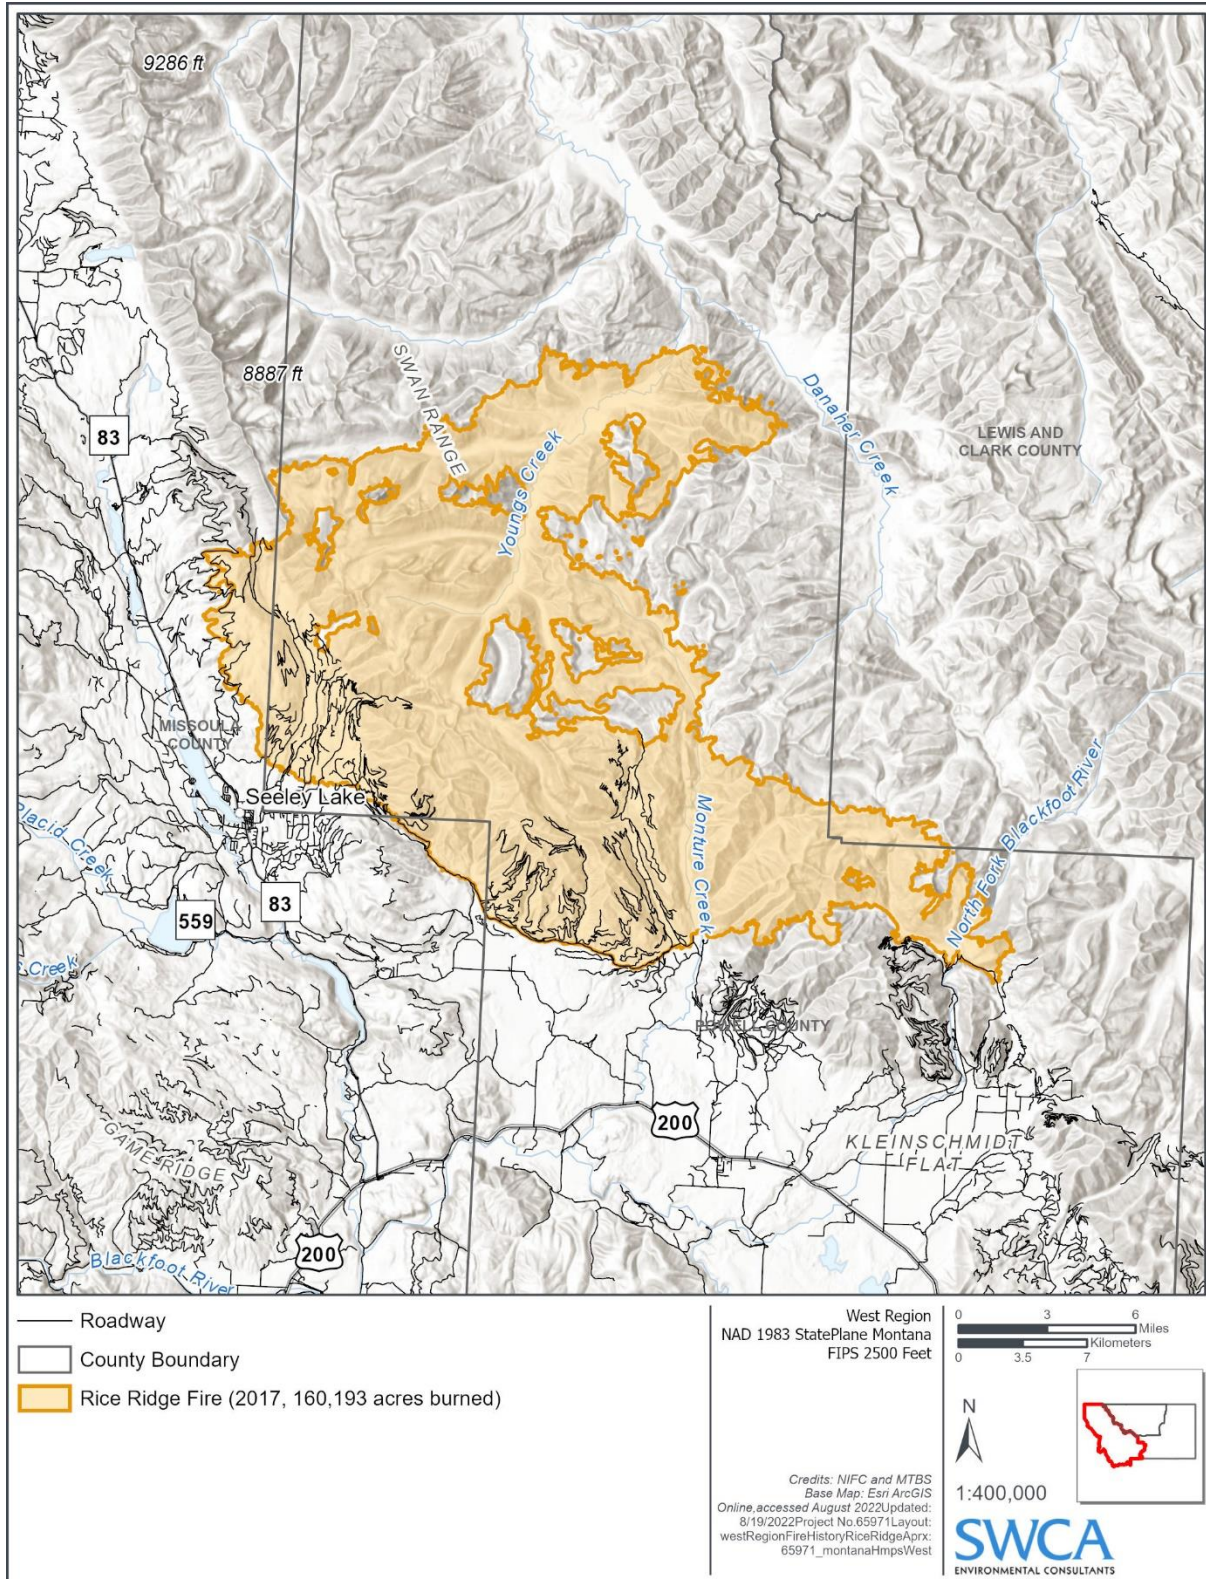 9286 ft
8887 ft
SWAN RANGE
83
Youngs Creek
Danaher Creek
LEWIS AND
CLARK COUNTY
MISSOULA
COUNTY
Seeley Lake
Placid Creek
559
83
s Creek
Monture Creek
North Fork Blackfoot River
POWELL COUNTY
200
KLEINSCHMIDT
FLAT
GAME RIDGE
200
Blackfoot River
Roadway
County Boundary
Rice Ridge Fire (2017, 160,193 acres burned)
West Region
NAD 1983 StatePlane Montana
FIPS 2500 Feet
Credits: NIFC and MTBS
Base Map: Esri ArcGIS
Online,accessed August 2022Updated:
8/19/2022Project No.65971Layout:
westRegionFireHistoryRiceRidgeAprx:
65971_montanaHmpsWest
0 3 6
Miles
Kilometers
0 3.5 7
N
1:400,000
SWCA
ENVIRONMENTAL CONSULTANTS